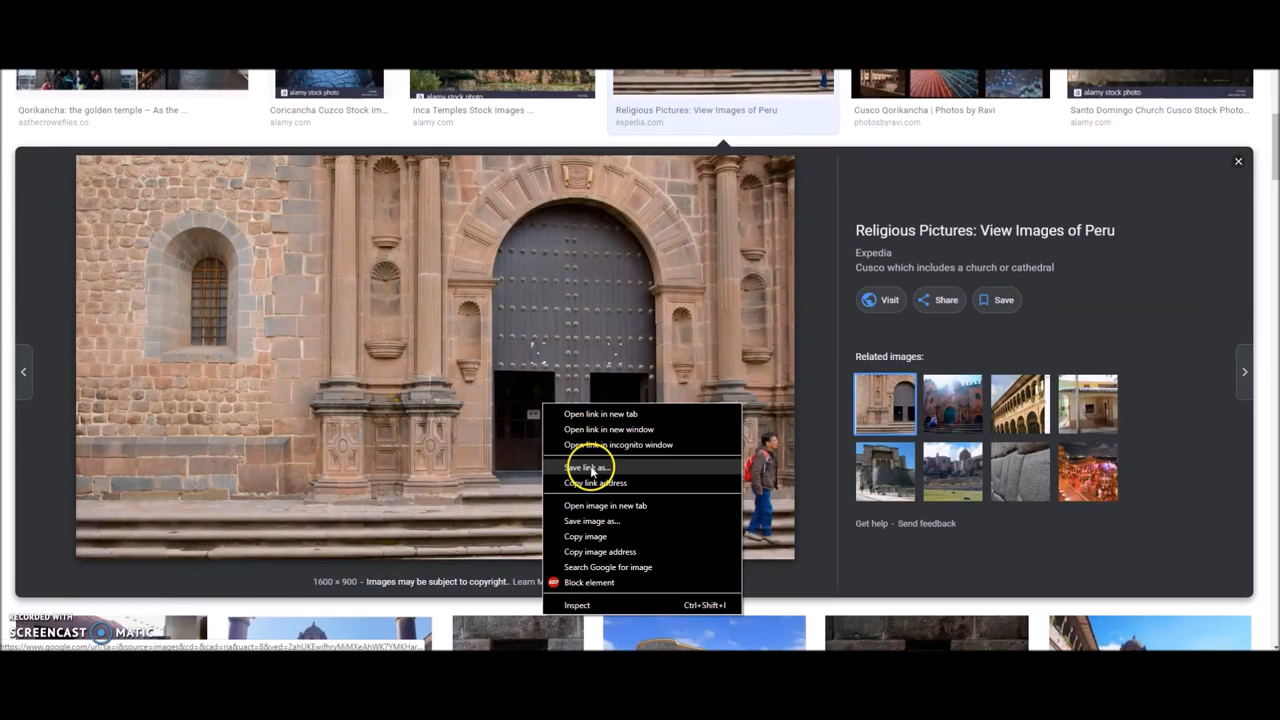 alamy stock photo
alamy stock photo
alamy stock photo
Qorikancha: the golden temple – As the ...
asthecroweflies.co
Coricancha Cuzco Stock Im...
alamy.com
Inca Temples Stock Images ...
alamy.com
Religious Pictures: View Images of Peru
expedia.com
Cusco Qorikancha | Photos by Ravi
photosbyravi.com
Santo Domingo Church Cusco Stock Photo...
alamy.com
Religious Pictures: View Images of Peru
Expedia
Cusco which includes a church or cathedral
Visit
Share
Save
Related images:
Get help - Send feedback
Open link in new tab
Open link in new window
Open link in incognito window
Save link as...
Copy link address
Open image in new tab
Save image as...
Copy image
Copy image address
Search Google for image
ABP Block element
Inspect Ctrl+Shift+I
1600 × 900 - Images may be subject to copyright. Learn M
RECORDED WITH
SCREENCAST MATIC